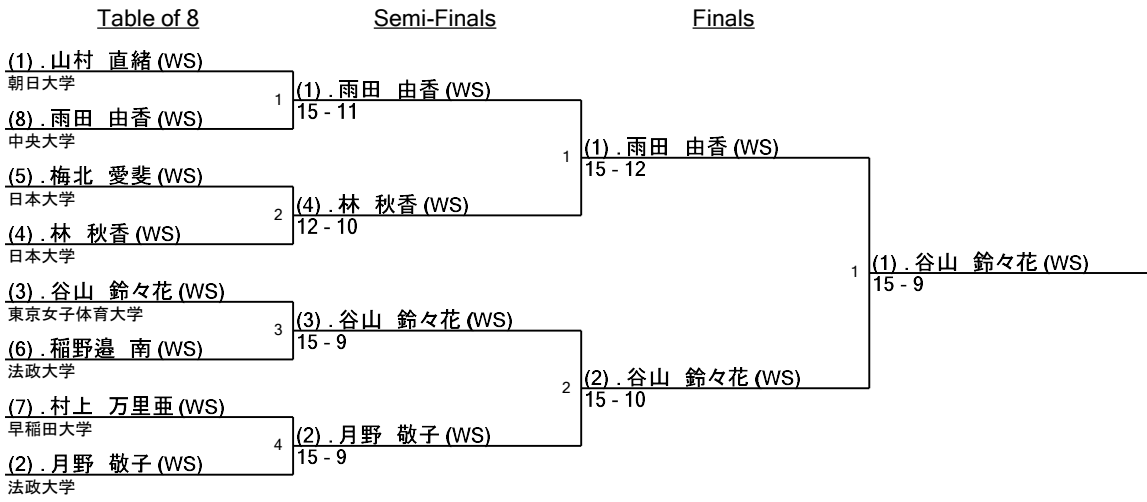 Table of 8
Semi-Finals
Finals
(1) . 山村　直緒 (WS)
朝日大学
1
(8) . 雨田　由香 (WS)
中央大学
(5) . 梅北　愛斐 (WS)
日本大学
2
(4) . 林　秋香 (WS)
日本大学
(3) . 谷山　鈴々花 (WS)
東京女子体育大学
3
(6) . 稲野邉　南 (WS)
法政大学
(7) . 村上　万里亜 (WS)
早稲田大学
4
(2) . 月野　敬子 (WS)
法政大学
(1) . 雨田　由香 (WS)
15 - 11
1
(4) . 林　秋香 (WS)
12 - 10
(3) . 谷山　鈴々花 (WS)
15 - 9
2
(2) . 月野　敬子 (WS)
15 - 9
(1) . 雨田　由香 (WS)
15 - 12
1
(2) . 谷山　鈴々花 (WS)
15 - 10
(1) . 谷山　鈴々花 (WS)
15 - 9